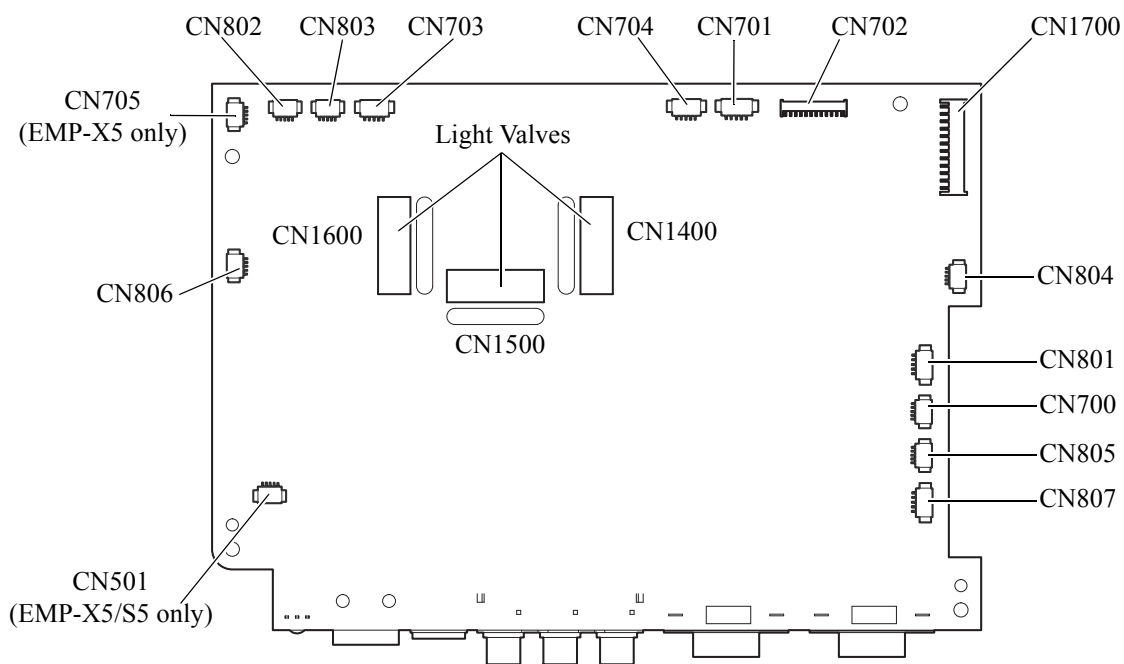 CN802
CN803
CN703
CN704
CN701
CN702
CN1700
CN705
(EMP-X5 only)
Light Valves
CN1600
CN1400
CN806
CN804
CN1500
CN801
CN700
CN805
CN807
CN501
(EMP-X5/S5 only)